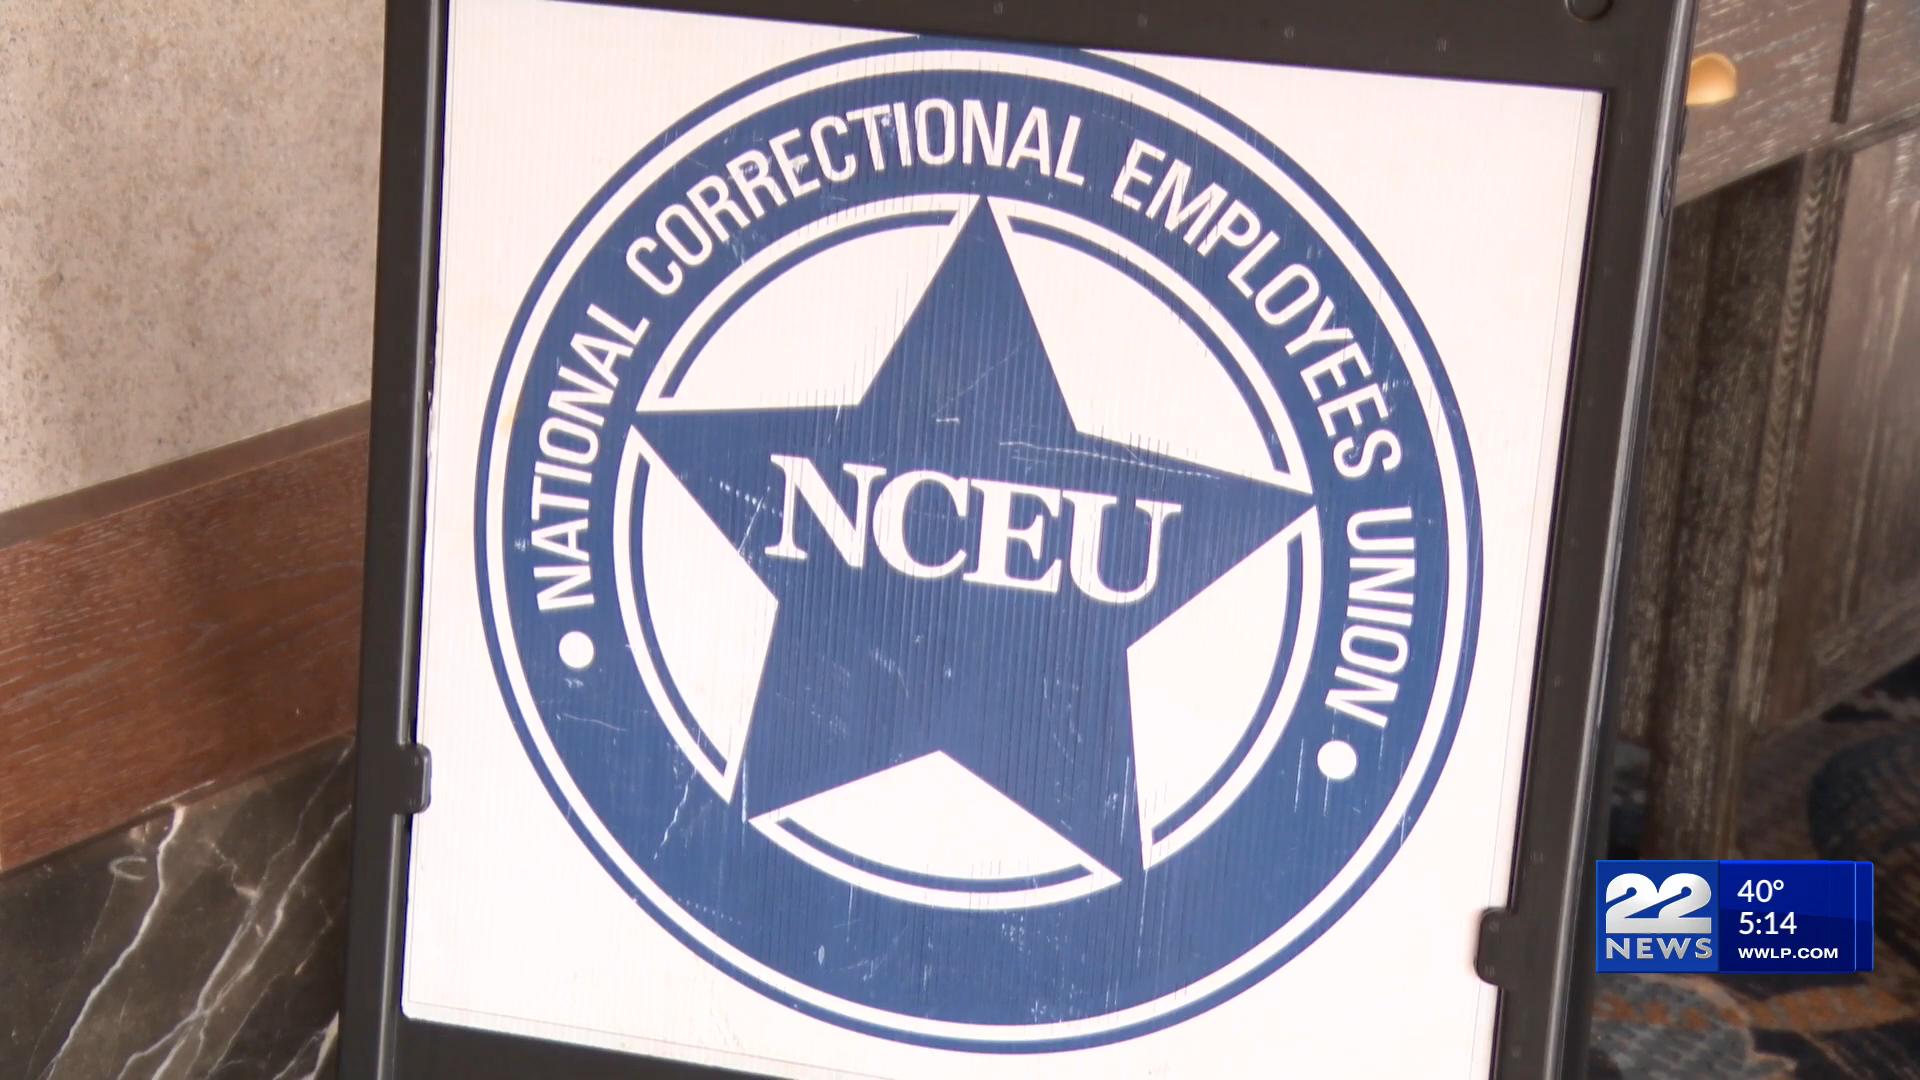 NATIONAL CORRECTIONAL EMPLOYEES UNION
NCEU
22
NEWS
40°
5:14
WWLP.COM